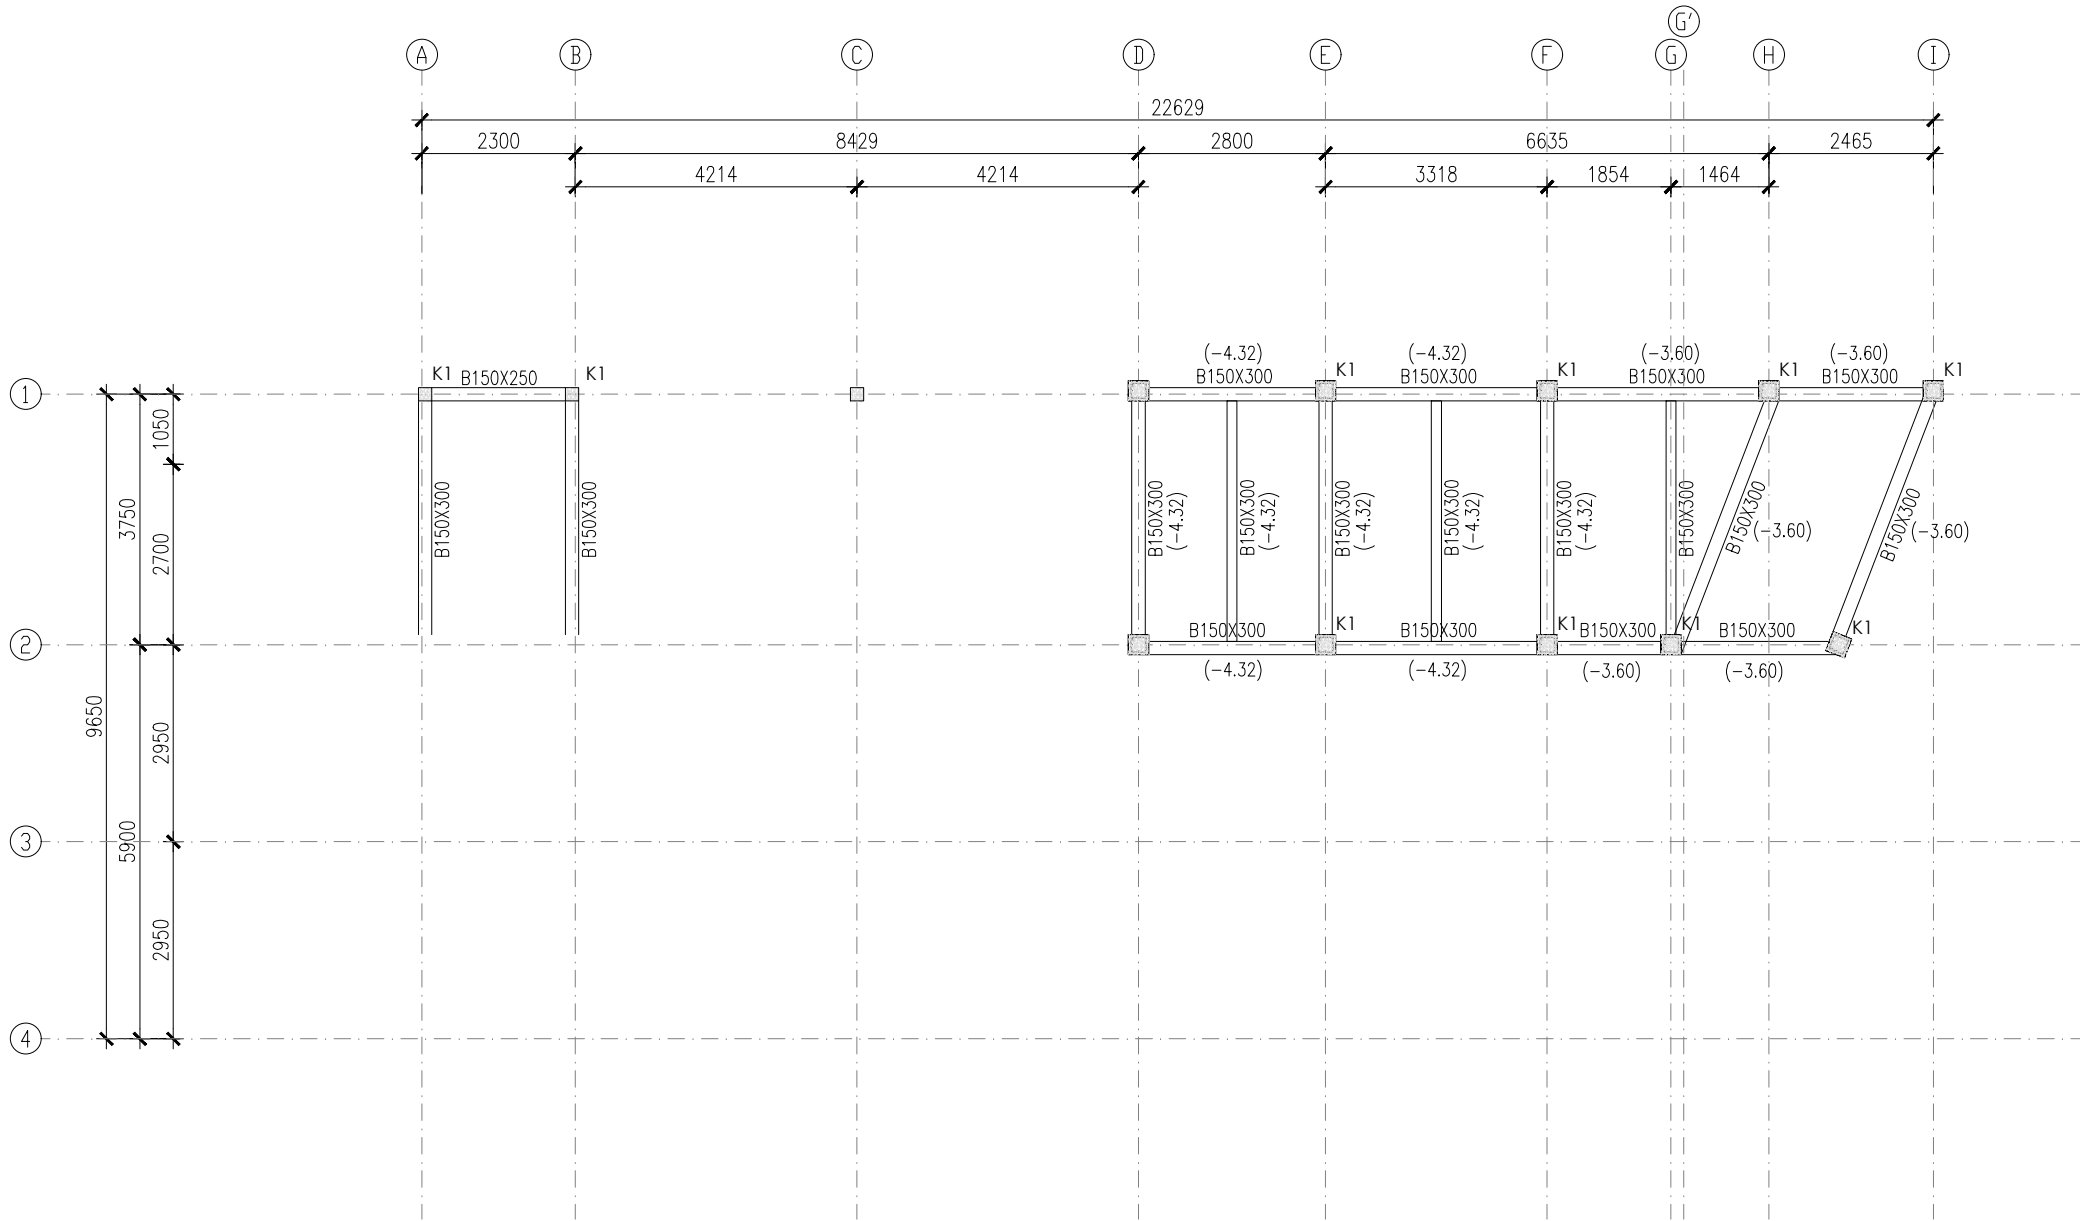 G'
A B C D E F G H I
22629
2300 8429 2800 6635 2465
4214 4214 3318 1854 1464
(-4.32) (-4.32) (-3.60) (-3.60)
K1 B150X250 K1 B150X300 K1 B150X300 K1 B150X300 K1 B150X300 K1
1
1050
3750
2700
B150X300
B150X300
B150X300
(-4.32)
B150X300
(-4.32)
B150X300
(-4.32)
B150X300
(-4.32)
B150X300
(-4.32)
B150X300
B150X300
(-3.60)
B150X300
(-3.60)
B150X300 K1 B150X300 K1 B150X300 K1 B150X300 K1
2
(-4.32) (-4.32) (-3.60) (-3.60)
9650
2950
5900
3
2950
4